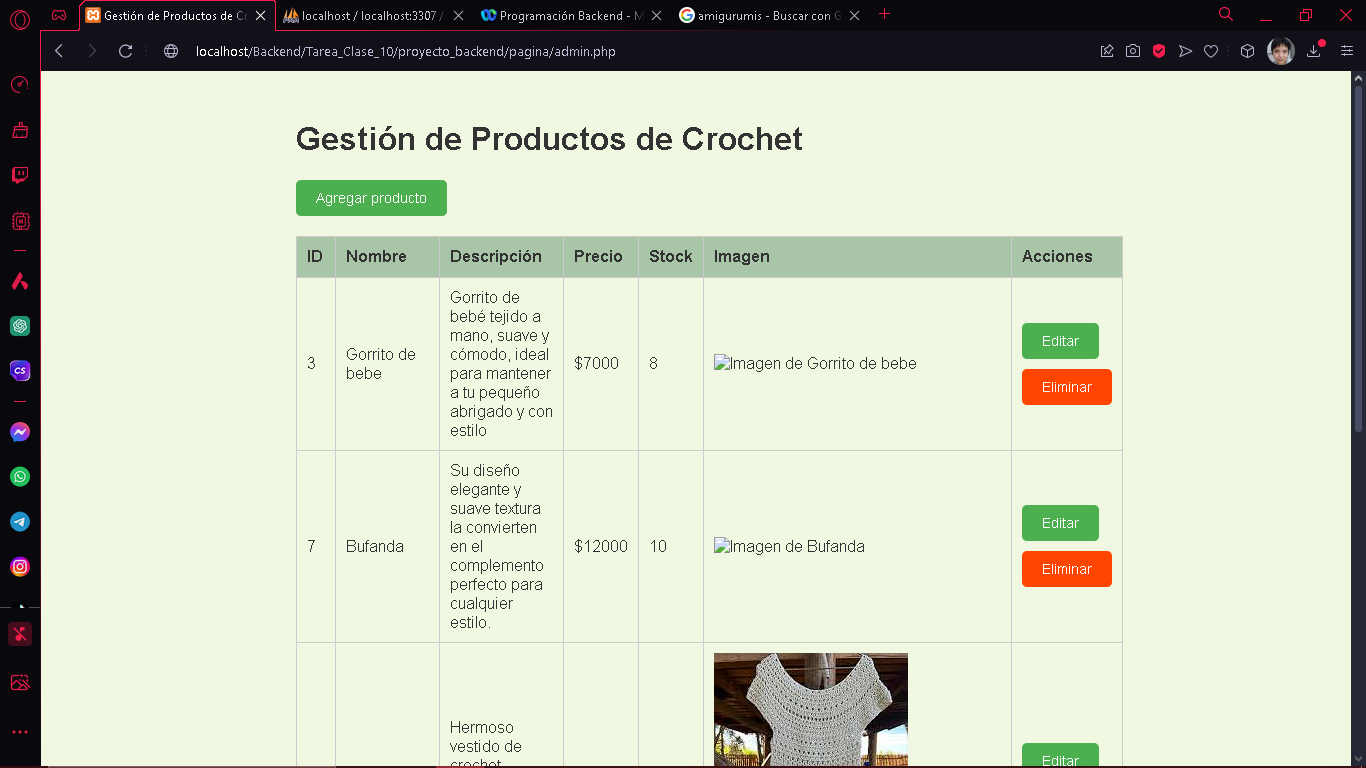 Gestión de Productos de Cr
localhost / localhost:3307 /
Programación Backend - M
amigurumis - Buscar con G
localhost/Backend/Tarea_Clase_10/proyecto_backend/pagina/admin.php
Gestión de Productos de Crochet
Agregar producto
ID Nombre Descripción Precio Stock Imagen Acciones
3
Gorrito de
bebe
Gorrito de
bebé tejido a
mano, suave y
cómodo, ideal
para mantener
a tu pequeño
abrigado y con
estilo
$7000
8
Imagen de Gorrito de bebe
Editar
Eliminar
7
Bufanda
Su diseño
elegante y
suave textura
la convierten
en el
complemento
perfecto para
cualquier
estilo.
$12000
10
Imagen de Bufanda
Editar
Eliminar
Hermoso
vestido de
crochet
Editar
CS